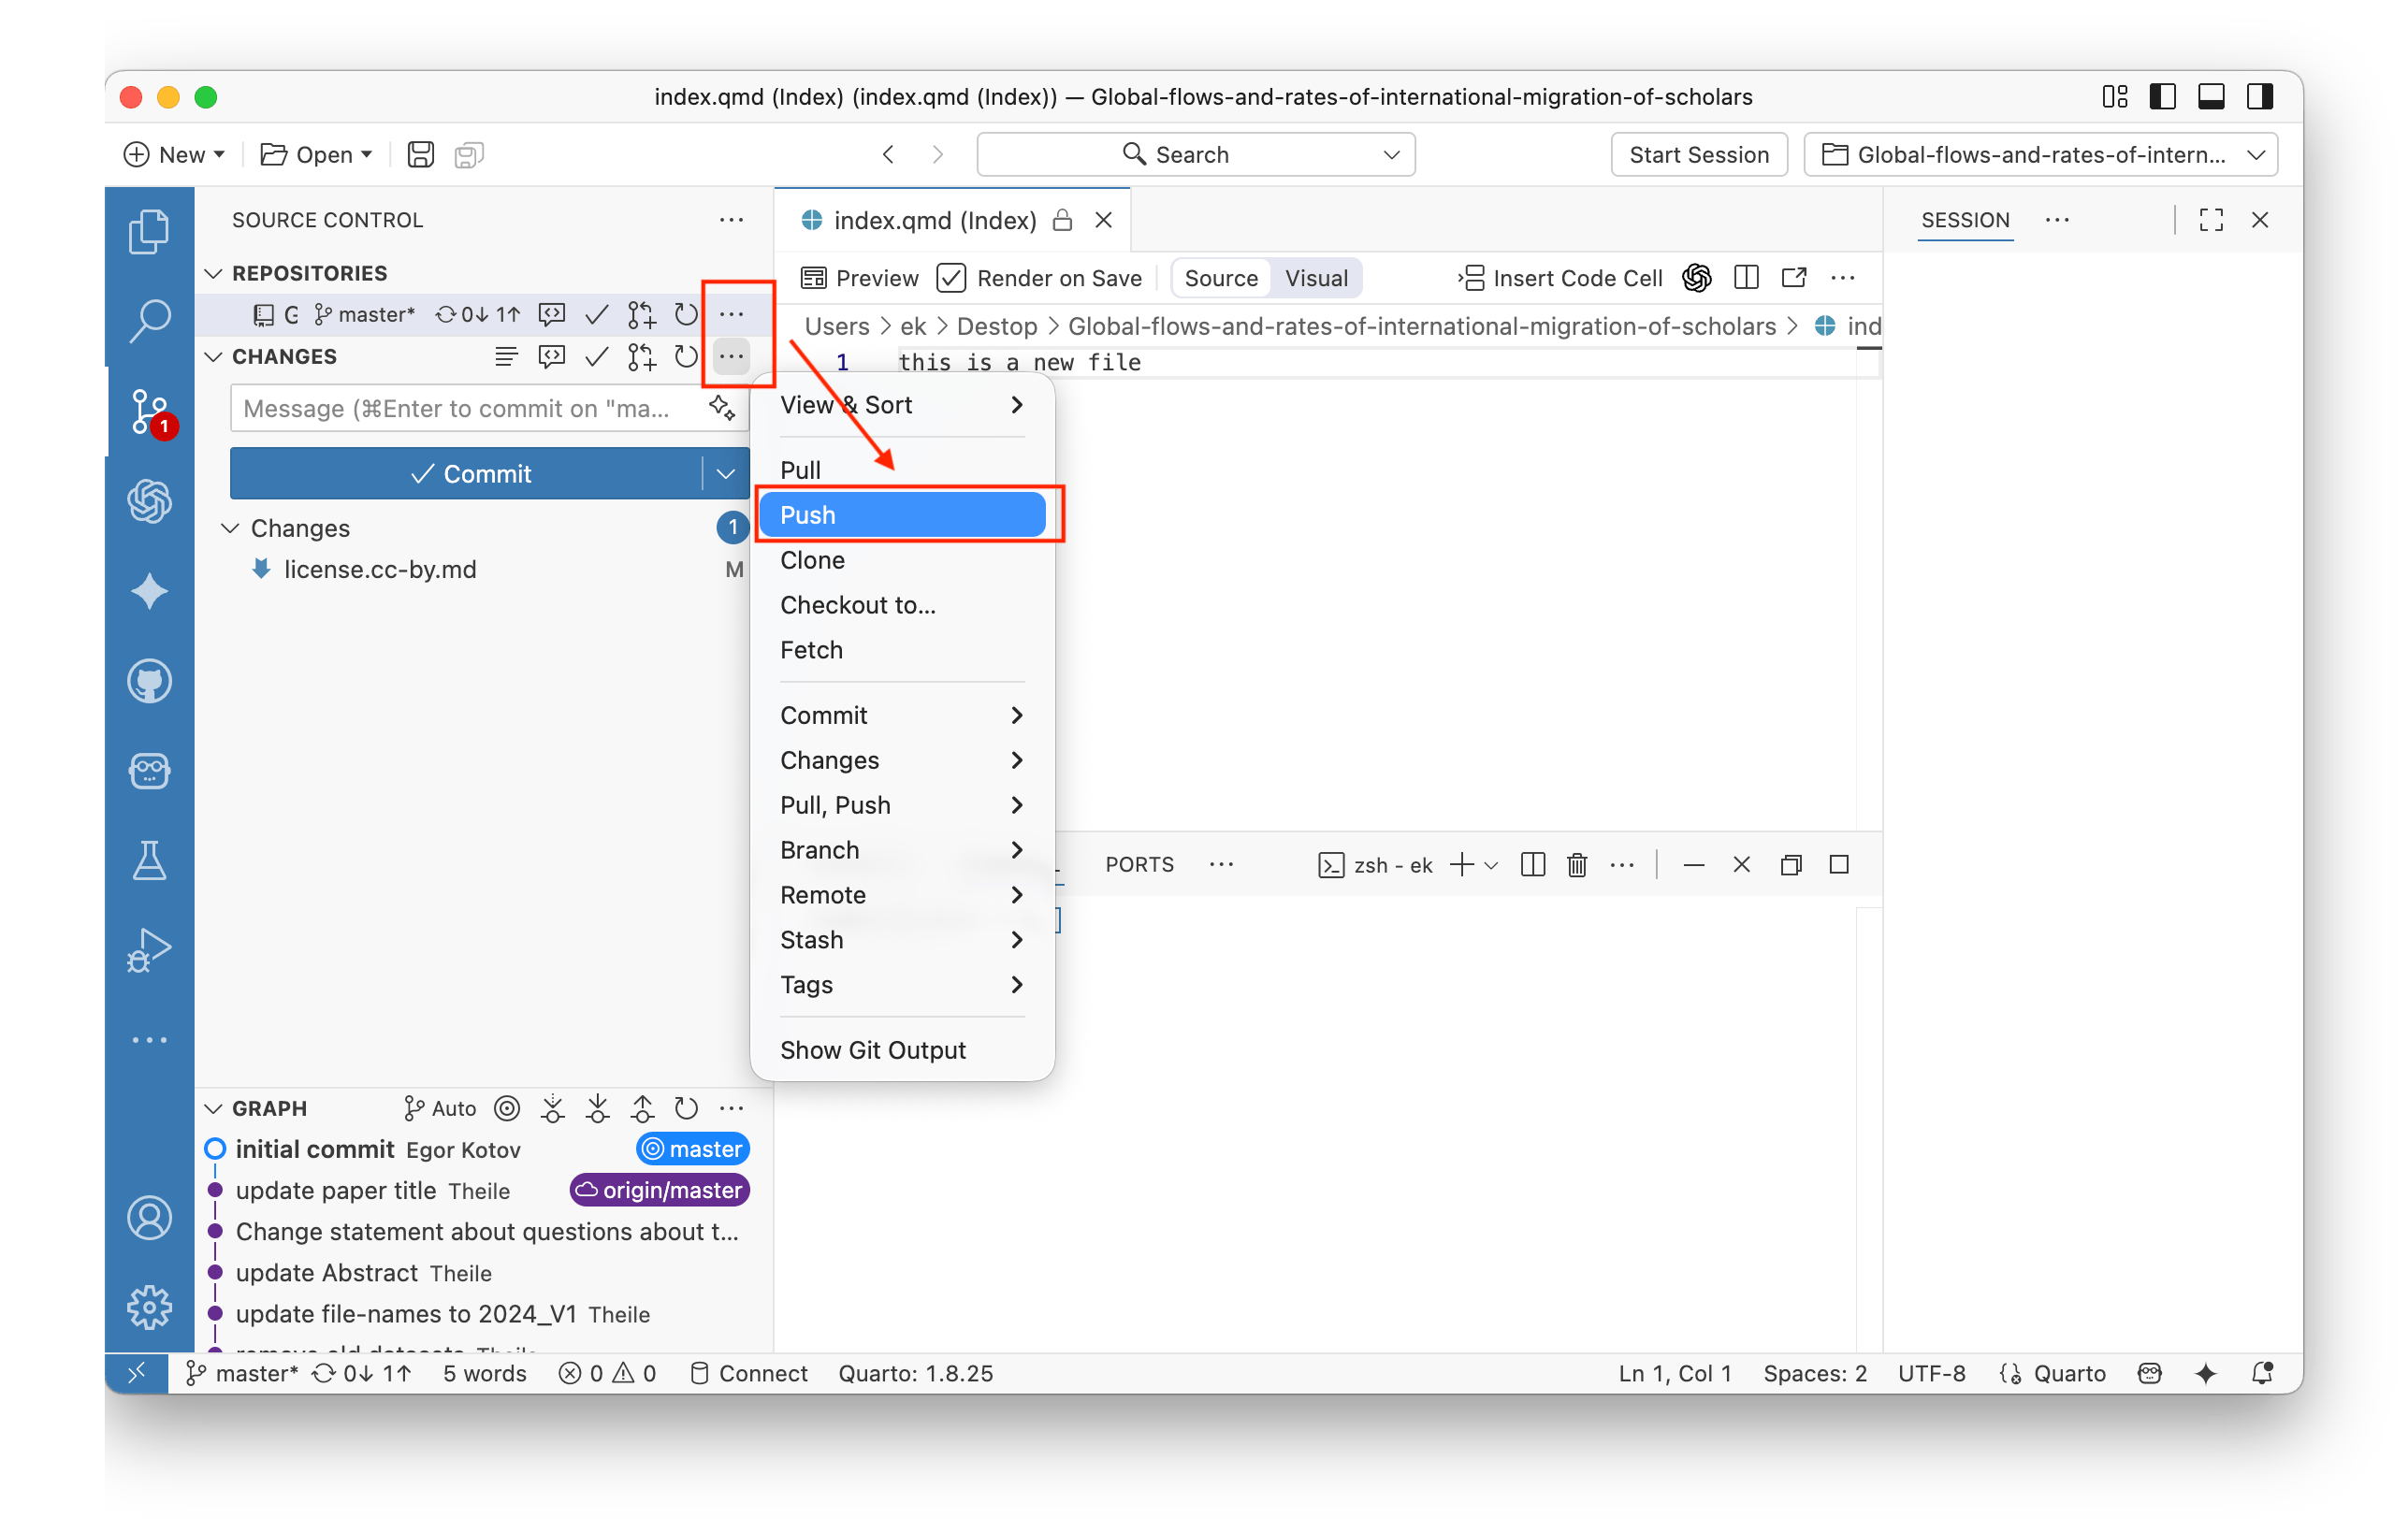 index.qmd (Index) (index.qmd (Index)) — Global-flows-and-rates-of-international-migration-of-scholars
New
Open
Search
Start Session
Global-flows-and-rates-of-intern...
SOURCE CONTROL
index.qmd (Index)
SESSION
REPOSITORIES
Preview
Render on Save
Source
Visual
Insert Code Cell
master* 0↓ 1↑
Users > ek > Destop > Global-flows-and-rates-of-international-migration-of-scholars > ind
CHANGES
1 this is a new file
Message (⌘Enter to commit on "ma...
Commit
Changes 1
license.cc-by.md M
1
View & Sort
Pull
Push
Clone
Checkout to...
Fetch
Commit
Changes
Pull, Push
Branch
Remote
Stash
Tags
Show Git Output
PORTS
zsh - ek
GRAPH
Auto
initial commit Egor Kotov master
update paper title Theile origin/master
Change statement about questions about t...
update Abstract Theile
update file-names to 2024_V1 Theile
master* 0↓ 1↑ 5 words 0 0 Connect Quarto: 1.8.25
Ln 1, Col 1 Spaces: 2 UTF-8 Quarto